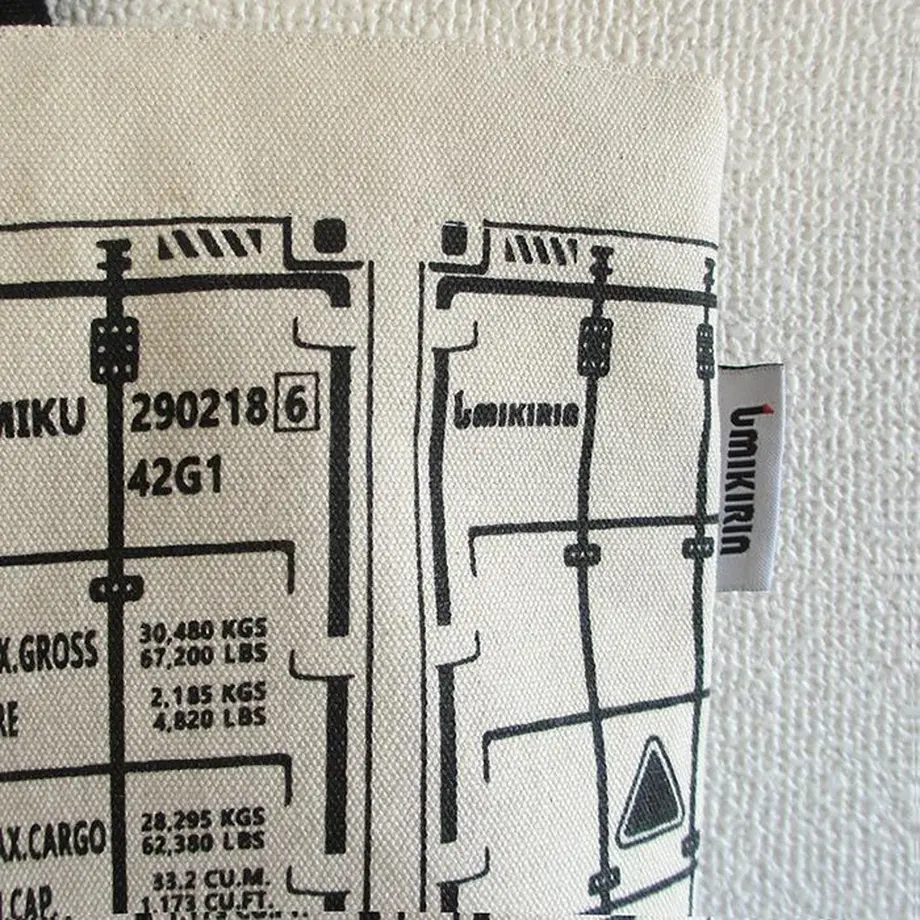 MIKU 290218 6
42G1
X.GROSS 30,480 KGS
67,200 LBS
RE 2,185 KGS
4,820 LBS
AX.CARGO 28,295 KGS
62,380 LBS
CAP. 33.2 CU.M.
1,173 CU.FT.
UMIKIRIN
UMIKIRIN